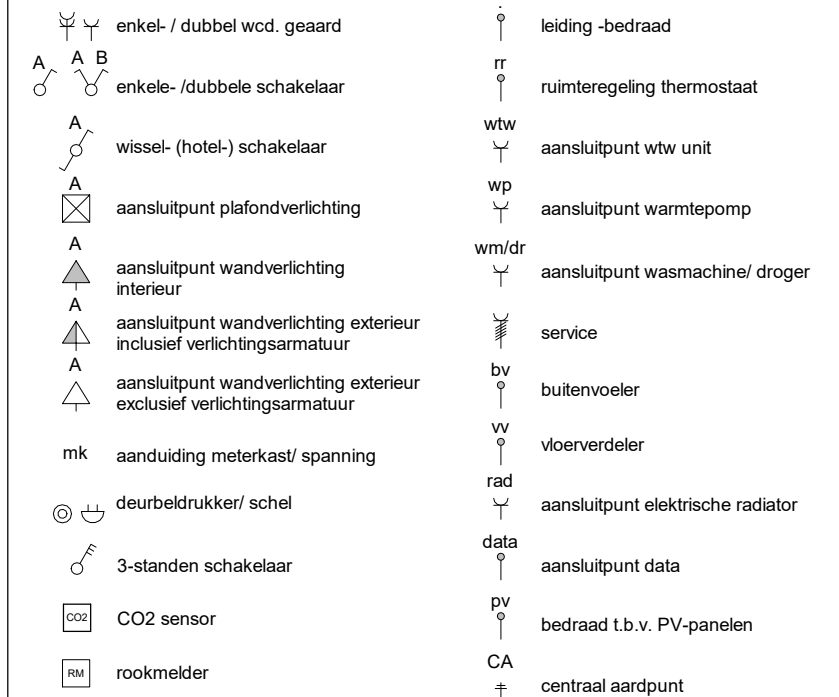 enkel- / dubbel wcd. geaard
A A B
enkele- /dubbele schakelaar
A
wissel- (hotel-) schakelaar
A
aansluitpunt plafondverlichting
A
aansluitpunt wandverlichting
interieur
A
aansluitpunt wandverlichting exterieur
inclusief verlichtingsarmatuur
A
aansluitpunt wandverlichting exterieur
exclusief verlichtingsarmatuur
mk aanduiding meterkast/ spanning
deurbeldrukker/ schel
3-standen schakelaar
CO2 CO2 sensor
RM rookmelder
leiding -bedraad
rr
ruimteregeling thermostaat
wtw
aansluitpunt wtw unit
wp
aansluitpunt warmtepomp
wm/dr
aansluitpunt wasmachine/ droger
service
bv
buitenvoeler
vv
vloerverdeler
rad
aansluitpunt elektrische radiator
data
aansluitpunt data
pv
bedraad t.b.v. PV-panelen
CA
centraal aardpunt